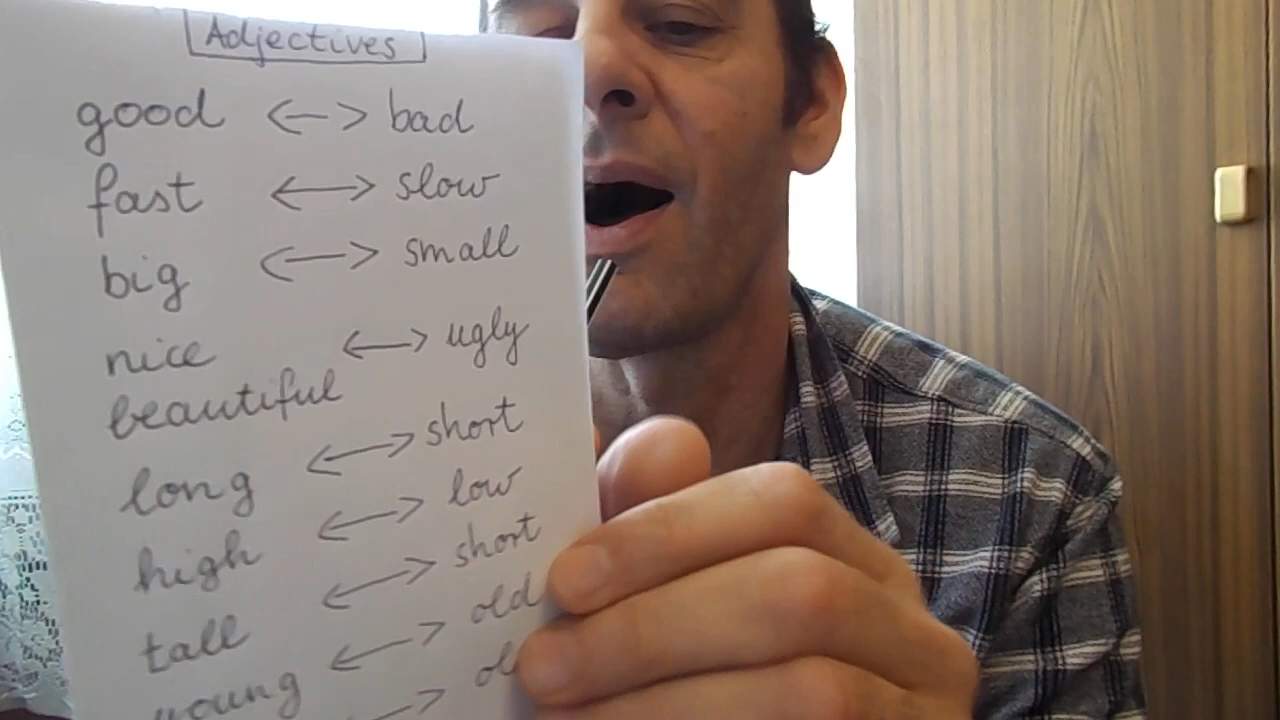 Adjectives
good <-> bad
fast <-> slow
big <-> small
nice <-> ugly
beautiful
long <-> short
high <-> low
tall <-> short
young <-> old